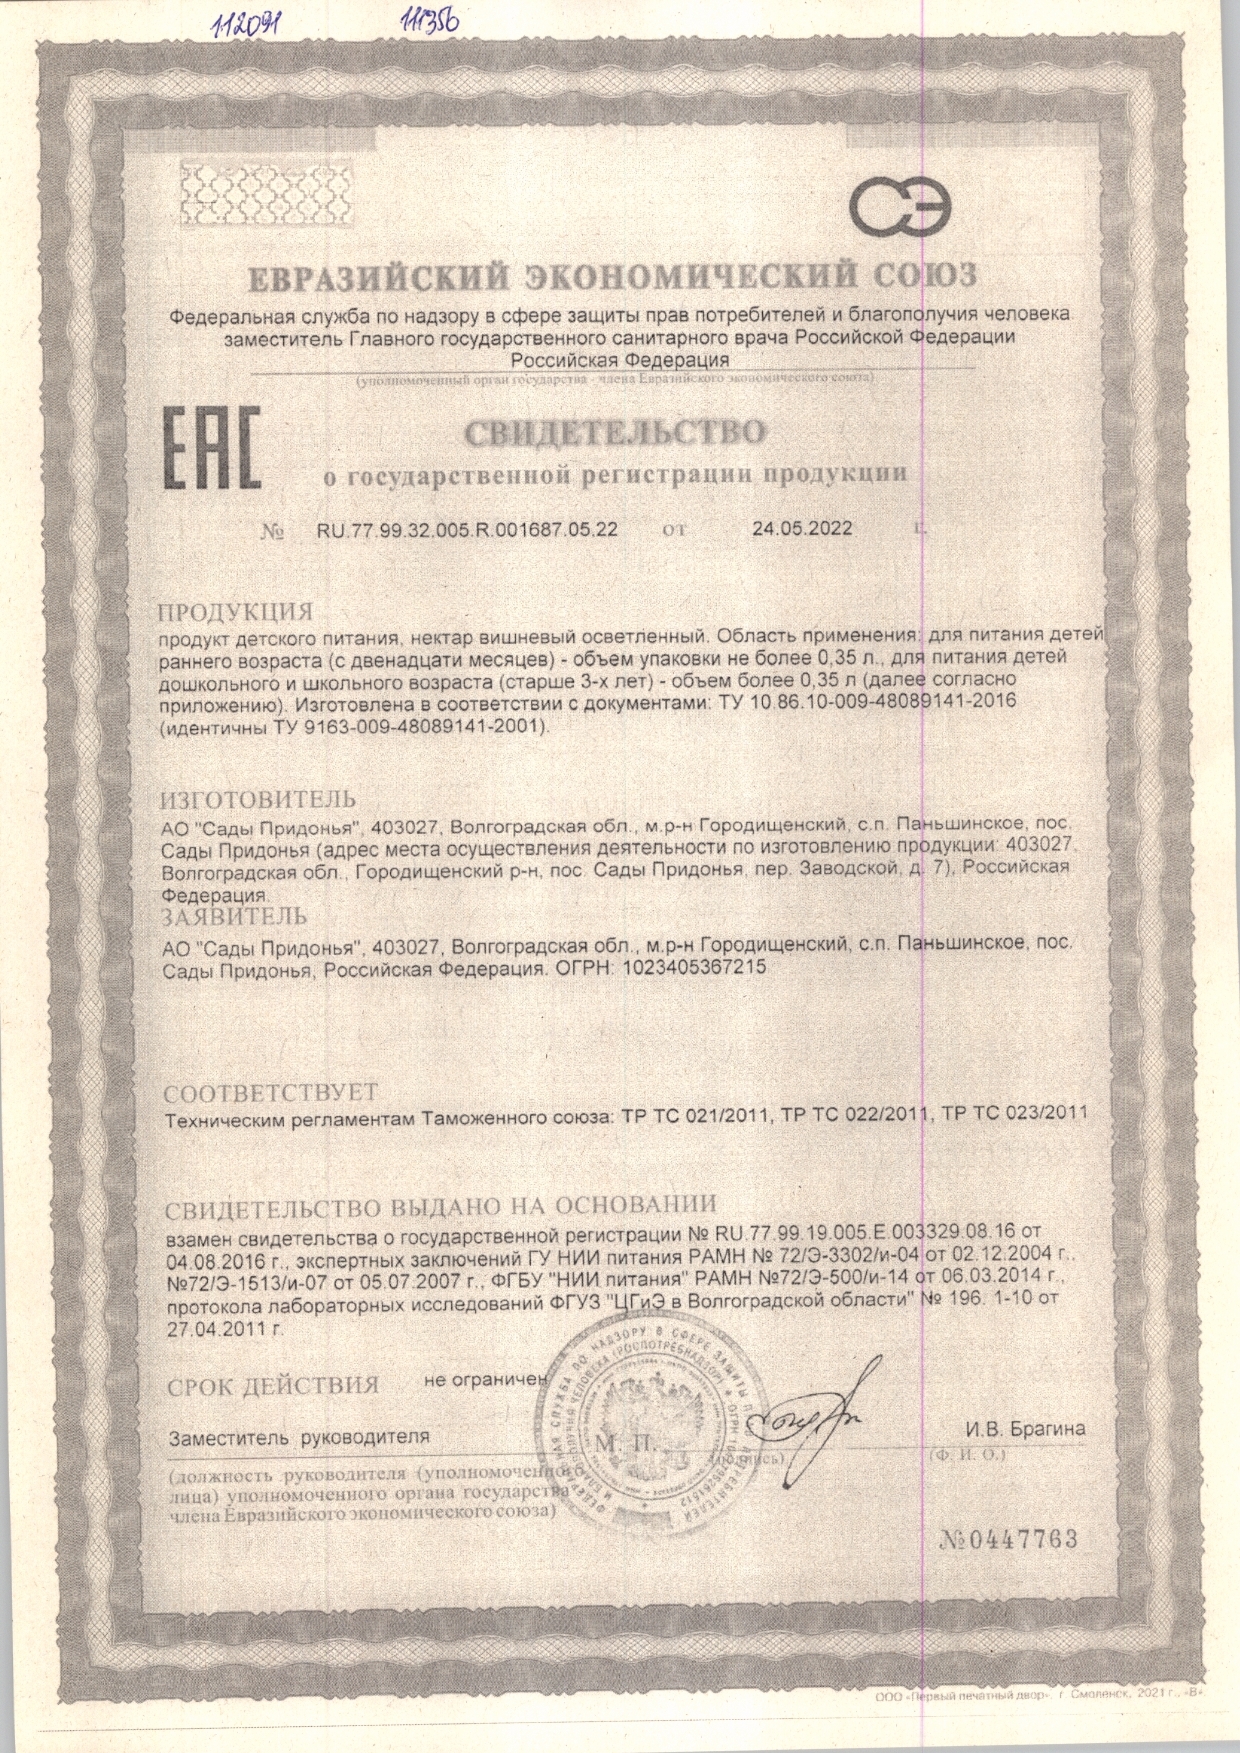 112091 111356
СЭ
ЕВРАЗИЙСКИЙ ЭКОНОМИЧЕСКИЙ СОЮЗ
Федеральная служба по надзору в сфере защиты прав потребителей и благополучия человека
заместитель Главного государственного санитарного врача Российской Федерации
Российская Федерация
(уполномоченный орган государства - члена Евразийского экономического союза)
ЕАС
СВИДЕТЕЛЬСТВО
о государственной регистрации продукции
№ RU.77.99.32.005.R.001687.05.22 от 24.05.2022 г.
ПРОДУКЦИЯ
продукт детского питания, нектар вишневый осветленный. Область применения: для питания детей
раннего возраста (с двенадцати месяцев) - объем упаковки не более 0,35 л., для питания детей
дошкольного и школьного возраста (старше 3-х лет) - объем более 0,35 л (далее согласно
приложению). Изготовлена в соответствии с документами: ТУ 10.86.10-009-48089141-2016
(идентичны ТУ 9163-009-48089141-2001).
ИЗГОТОВИТЕЛЬ
АО "Сады Придонья", 403027, Волгоградская обл., м.р-н Городищенский, с.п. Паньшинское, пос.
Сады Придонья (адрес места осуществления деятельности по изготовлению продукции: 403027,
Волгоградская обл., Городищенский р-н, пос. Сады Придонья, пер. Заводской, д. 7), Российская
Федерация.
ЗАЯВИТЕЛЬ
АО "Сады Придонья", 403027, Волгоградская обл., м.р-н Городищенский, с.п. Паньшинское, пос.
Сады Придонья, Российская Федерация. ОГРН: 1023405367215
СООТВЕТСТВУЕТ
Техническим регламентам Таможенного союза: ТР ТС 021/2011, ТР ТС 022/2011, ТР ТС 023/2011
СВИДЕТЕЛЬСТВО ВЫДАНО НА ОСНОВАНИИ
взамен свидетельства о государственной регистрации № RU.77.99.19.005.Е.003329.08.16 от
04.08.2016 г., экспертных заключений ГУ НИИ питания РАМН № 72/Э-3302/и-04 от 02.12.2004 г.,
№72/Э-1513/и-07 от 05.07.2007 г., ФГБУ "НИИ питания" РАМН №72/Э-500/и-14 от 06.03.2014 г.,
протокола лабораторных исследований ФГУЗ "ЦГиЭ в Волгоградской области" № 196. 1-10 от
27.04.2011 г.
СРОК ДЕЙСТВИЯ не ограничен
Заместитель руководителя М. П. (подпись) И.В. Брагина
(Ф. И. О.)
(должность руководителя (уполномоченного
лица) уполномоченного органа государства
члена Евразийского экономического союза)
ФЕДЕРАЛЬНАЯ СЛУЖБА ПО НАДЗОРУ В СФЕРЕ ЗАЩИТЫ ПРАВ ПОТРЕБИТЕЛЕЙ
И БЛАГОПОЛУЧИЯ ЧЕЛОВЕКА (РОСПОТРЕБНАДЗОР)
№0447763
ООО «Первый печатный двор», г. Смоленск, 2021 г., «В».